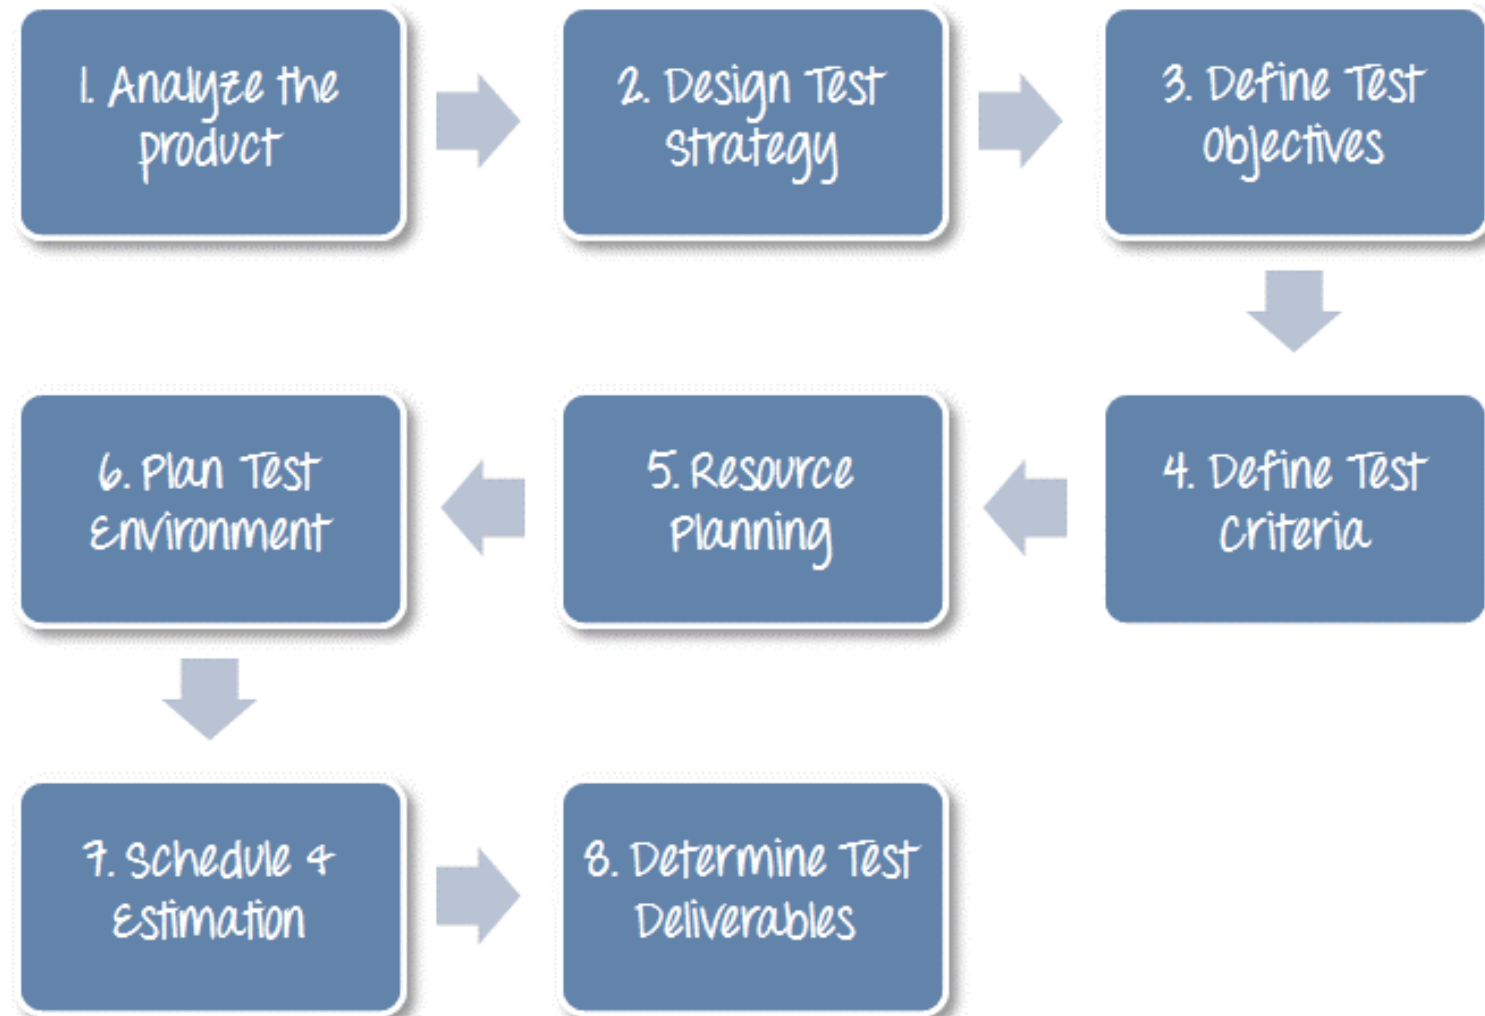 1. Analyze the
product
2. Design Test
Strategy
3. Define Test
Objectives
4. Define Test
Criteria
5. Resource
Planning
6. Plan Test
Environment
7. Schedule &
Estimation
8. Determine Test
Deliverables